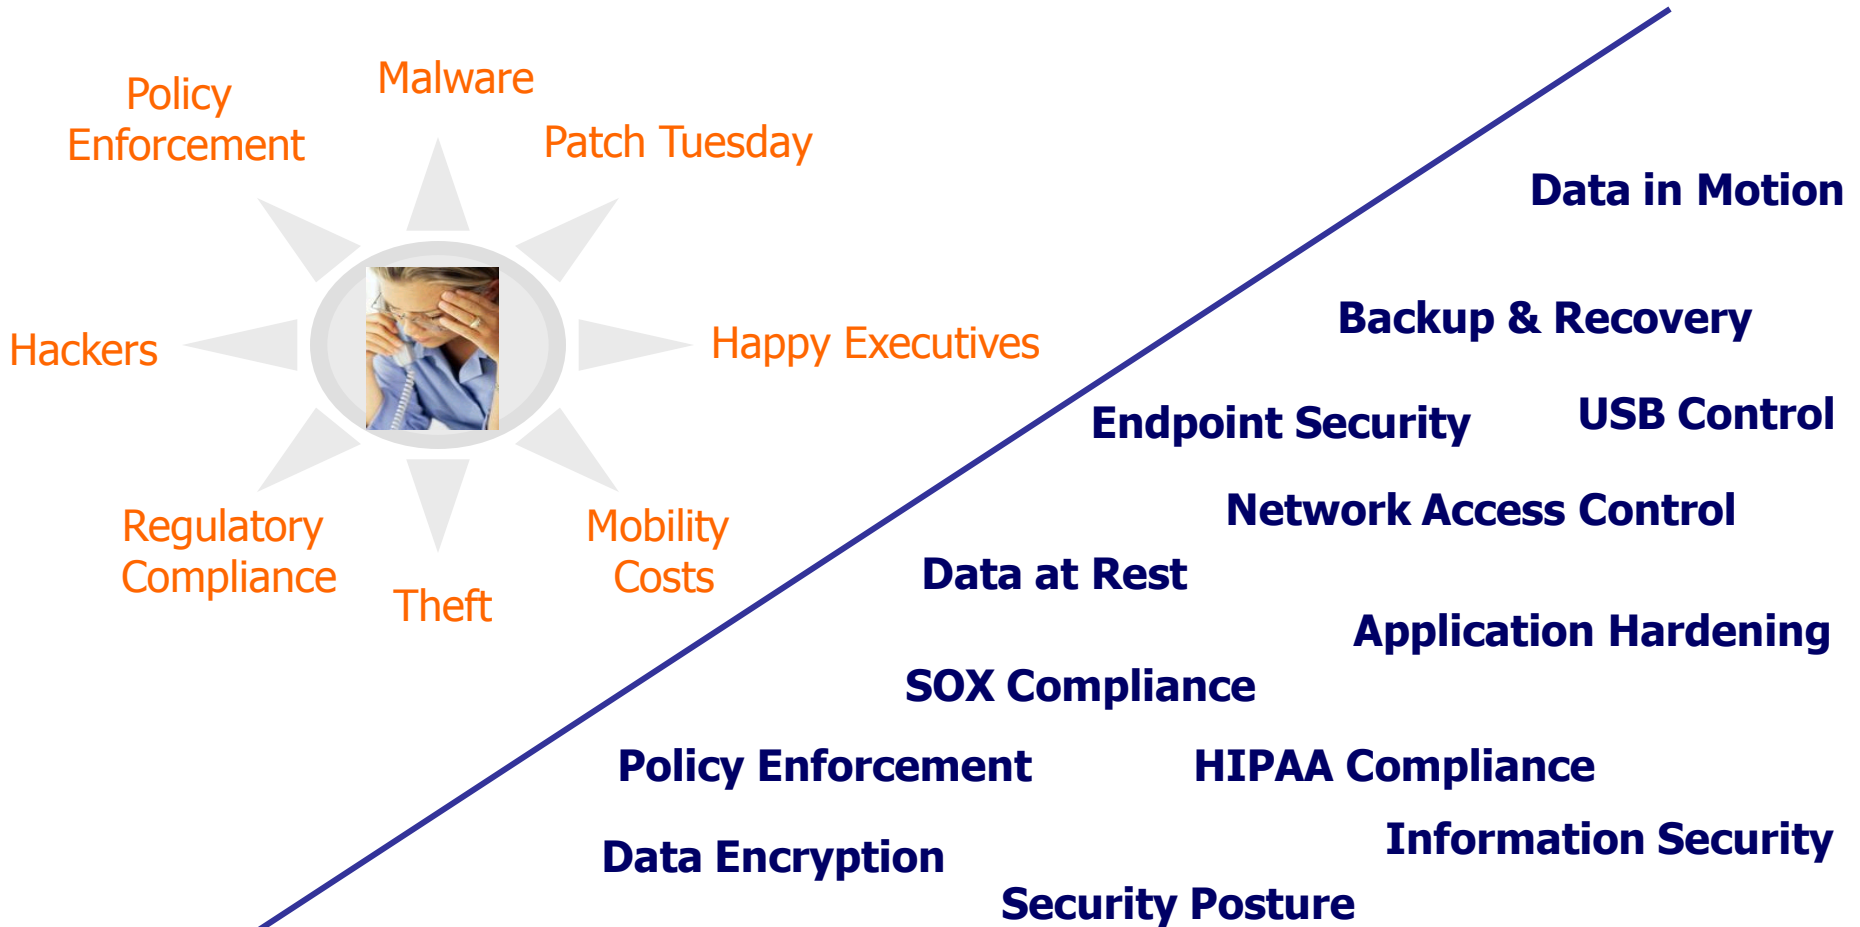 Malware
Policy
Enforcement
Patch Tuesday
Hackers
Happy Executives
Regulatory
Compliance
Theft
Mobility
Costs
Data in Motion
Backup & Recovery
Endpoint Security
USB Control
Network Access Control
Data at Rest
Application Hardening
SOX Compliance
Policy Enforcement
HIPAA Compliance
Information Security
Data Encryption
Security Posture